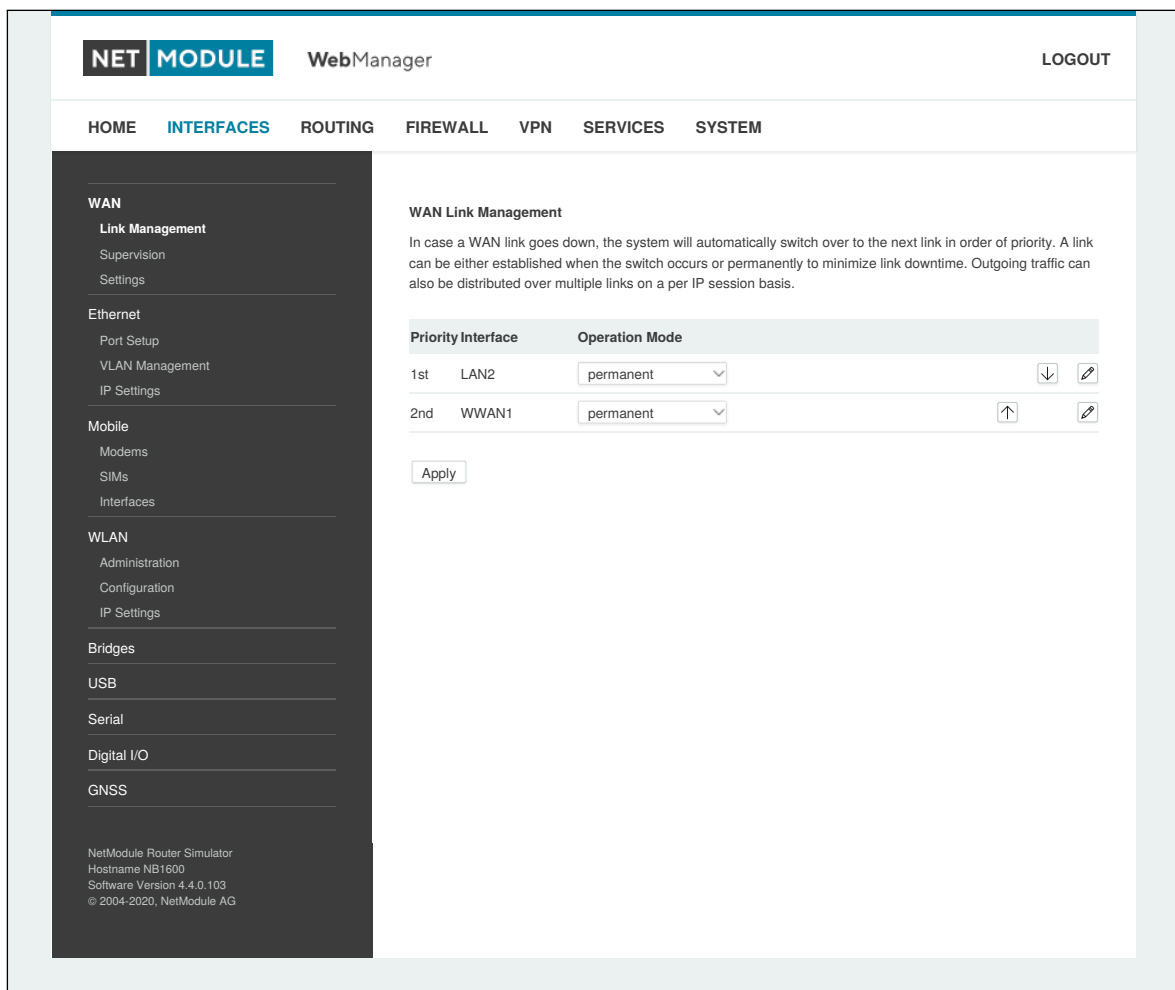 NET MODULE WebManager LOGOUT
HOME INTERFACES ROUTING FIREWALL VPN SERVICES SYSTEM
WAN
Link Management
Supervision
Settings
Ethernet
Port Setup
VLAN Management
IP Settings
Mobile
Modems
SIMs
Interfaces
WLAN
Administration
Configuration
IP Settings
Bridges
USB
Serial
Digital I/O
GNSS
NetModule Router Simulator
Hostname NB1600
Software Version 4.4.0.103
© 2004-2020, NetModule AG
WAN Link Management
In case a WAN link goes down, the system will automatically switch over to the next link in order of priority. A link
can be either established when the switch occurs or permanently to minimize link downtime. Outgoing traffic can
also be distributed over multiple links on a per IP session basis.
Priority Interface Operation Mode
1st LAN2 permanent
2nd WWAN1 permanent
Apply